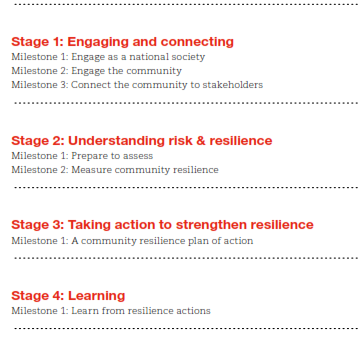 Stage 1: Engaging and connecting
Milestone 1: Engage as a national society
Milestone 2: Engage the community
Milestone 3: Connect the community to stakeholders
Stage 2: Understanding risk & resilience
Milestone 1: Prepare to assess
Milestone 2: Measure community resilience
Stage 3: Taking action to strengthen resilience
Milestone 1: A community resilience plan of action
Stage 4: Learning
Milestone 1: Learn from resilience actions